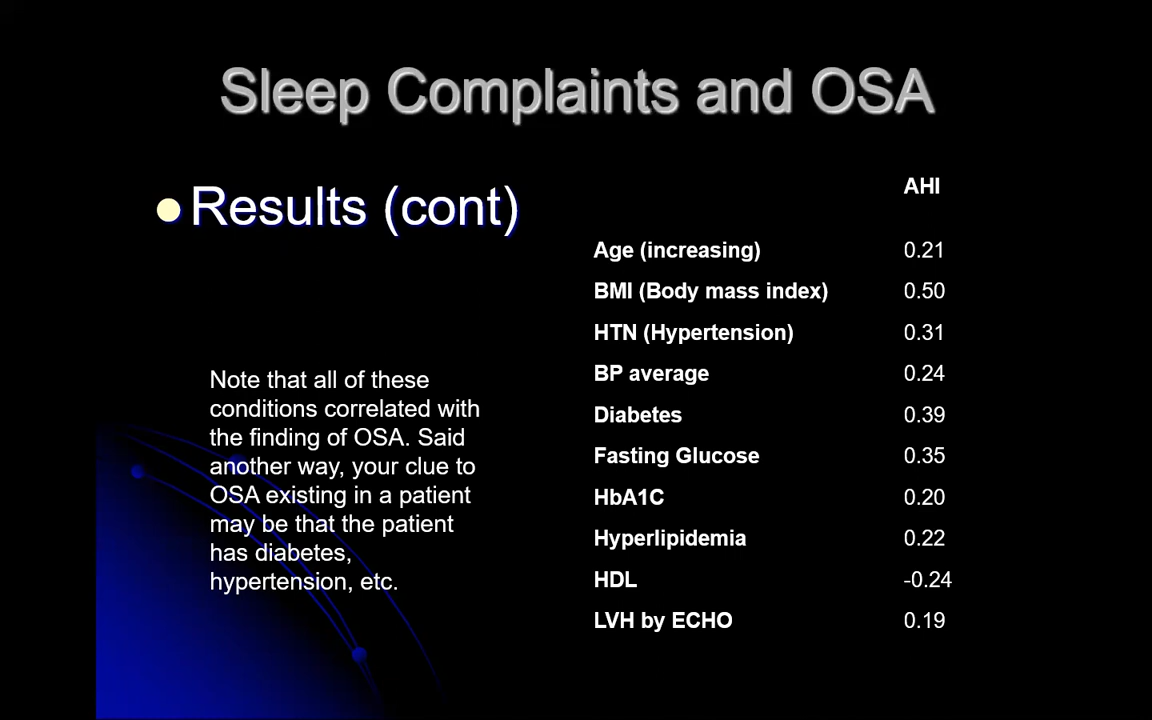 Sleep Complaints and OSA
Results (cont)
Note that all of these
conditions correlated with
the finding of OSA. Said
another way, your clue to
OSA existing in a patient
may be that the patient
has diabetes,
hypertension, etc.
AHI
Age (increasing) 0.21
BMI (Body mass index) 0.50
HTN (Hypertension) 0.31
BP average 0.24
Diabetes 0.39
Fasting Glucose 0.35
HbA1C 0.20
Hyperlipidemia 0.22
HDL -0.24
LVH by ECHO 0.19